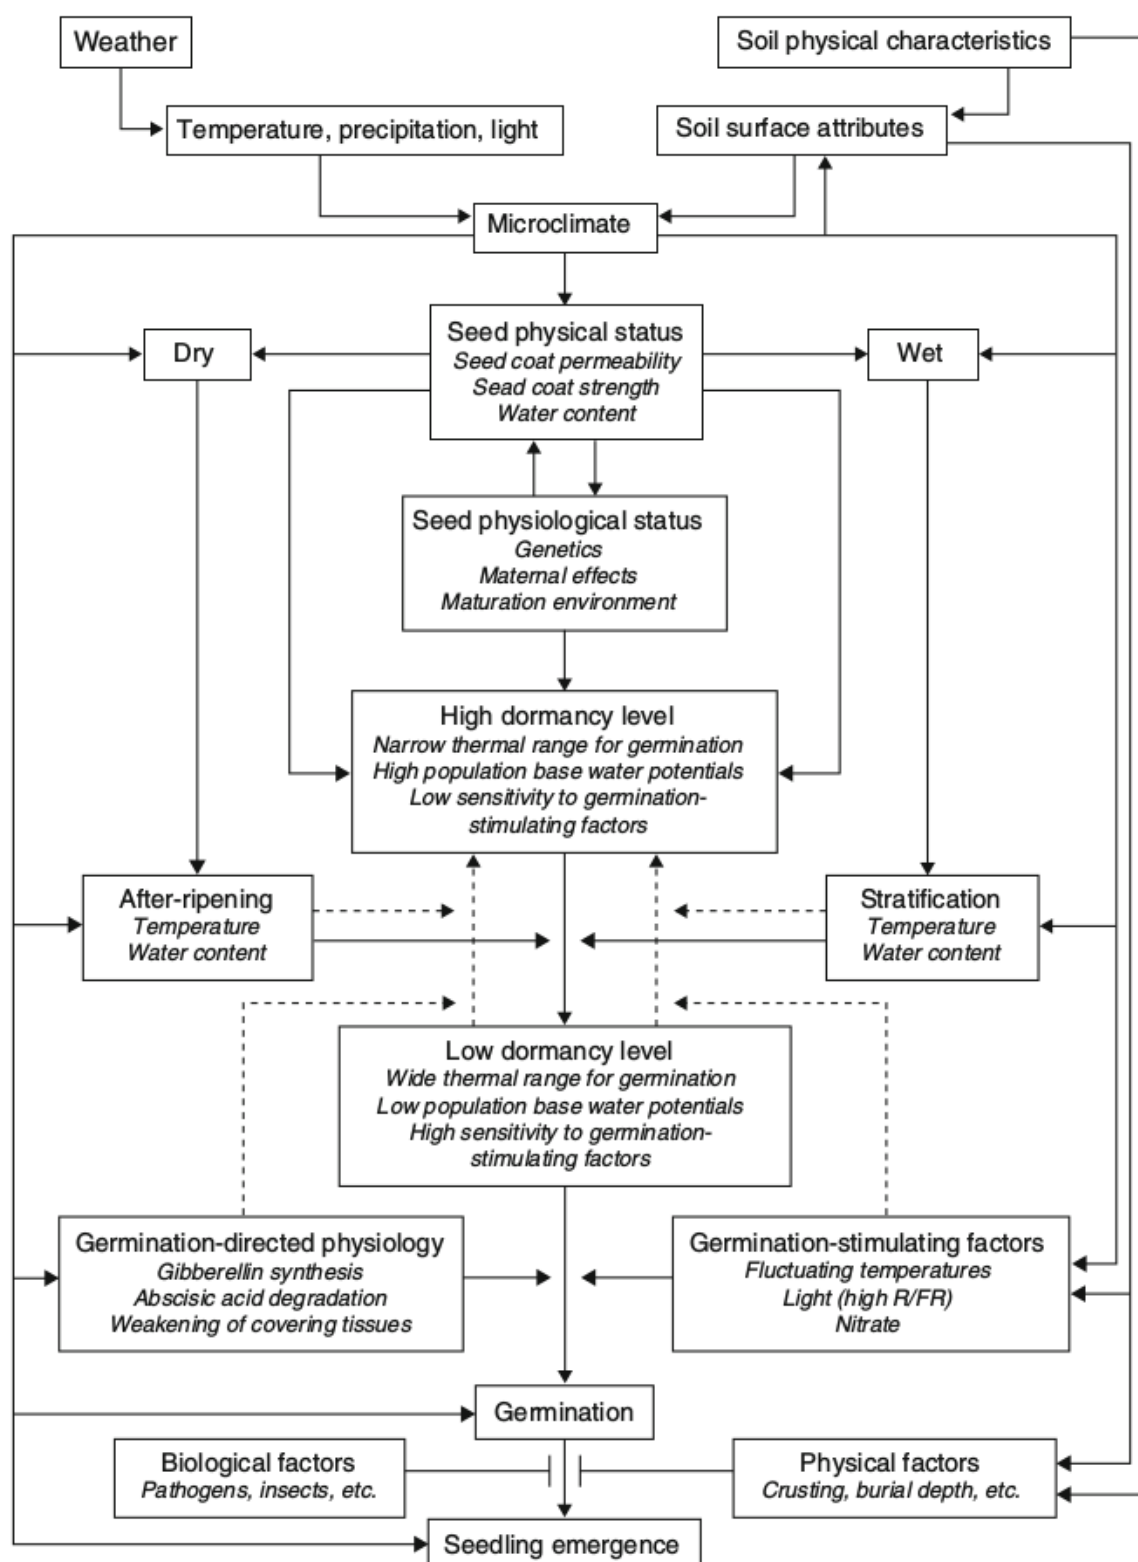 Weather
Soil physical characteristics
Temperature, precipitation, light
Soil surface attributes
Microclimate
Seed physical status
Seed coat permeability
Sead coat strength
Water content
Dry
Wet
Seed physiological status
Genetics
Maternal effects
Maturation environment
High dormancy level
Narrow thermal range for germination
High population base water potentials
Low sensitivity to germination-
stimulating factors
After-ripening
Temperature
Water content
Stratification
Temperature
Water content
Low dormancy level
Wide thermal range for germination
Low population base water potentials
High sensitivity to germination-
stimulating factors
Germination-directed physiology
Gibberellin synthesis
Abscisic acid degradation
Weakening of covering tissues
Germination-stimulating factors
Fluctuating temperatures
Light (high R/FR)
Nitrate
Germination
Biological factors
Pathogens, insects, etc.
Physical factors
Crusting, burial depth, etc.
Seedling emergence